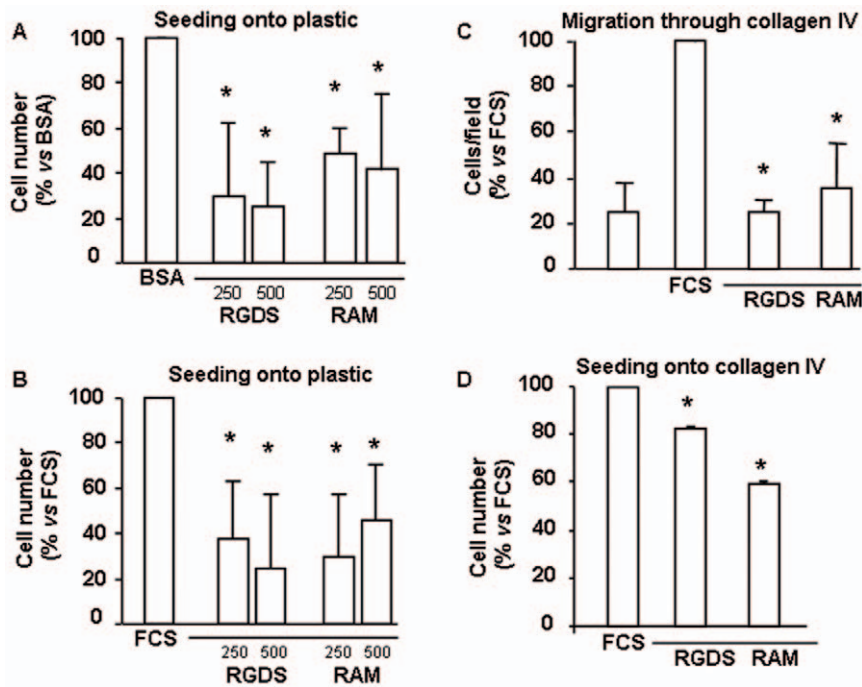 A Seeding onto plastic
Cell number
(% vs BSA)
100
80
60
40
20
0
* * * *
BSA
250 500 250 500
RGDS RAM
B Seeding onto plastic
Cell number
(% vs FCS)
100
80
60
40
20
0
* * * *
FCS
250 500 250 500
RGDS RAM
C Migration through collagen IV
Cells/field
(% vs FCS)
100
80
60
40
20
0
* *
FCS
RGDS RAM
D Seeding onto collagen IV
Cell number
(% vs FCS)
100
80
60
40
20
0
* *
FCS
RGDS RAM